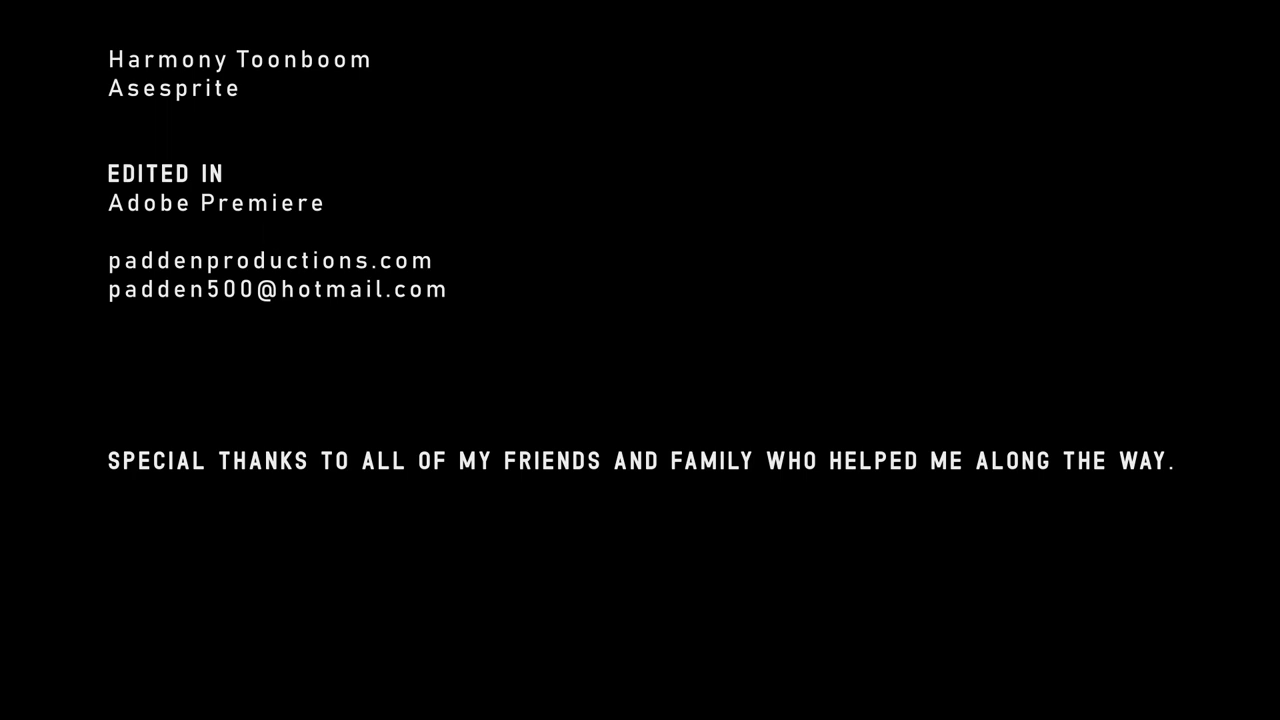 Harmony Toonboom
Asesprite
EDITED IN
Adobe Premiere
paddenproductions.com
padden500@hotmail.com
SPECIAL THANKS TO ALL OF MY FRIENDS AND FAMILY WHO HELPED ME ALONG THE WAY.